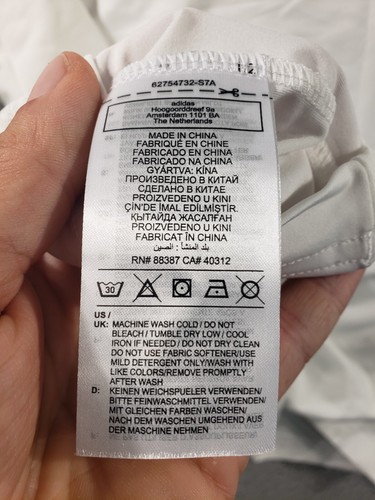 62754732-S7A
adidas
Hoogoorddreef 9a
Amsterdam 1101 BA
The Netherlands
MADE IN CHINA
FABRIQUÉ EN CHINE
FABRICADO EN CHINA
FABRICADO NA CHINA
GYÁRTVA: KÍNA
ПРОИЗВЕДЕНО В КИТАЙ
СДЕЛАНО В КИТАЕ
PROIZVEDENO U KINI
ÇİN'DE İMAL EDİLMİŞTİR.
ҚЫТАЙДА ЖАСАЛҒАН
PROIZVEDENO U KINI
FABRICAT ÎN CHINA
بلد المنشأ : الصين
RN# 88387 CA# 40312
30
US /
UK: MACHINE WASH COLD / DO NOT
BLEACH / TUMBLE DRY LOW / COOL
IRON IF NEEDED / DO NOT DRY CLEAN
DO NOT USE FABRIC SOFTENER/USE
MILD DETERGENT ONLY/WASH WITH
LIKE COLORS/REMOVE PROMPTLY
AFTER WASH
D: KEINEN WEICHSPUELER VERWENDEN/
BITTE FEINWASCHMITTEL VERWENDEN/
MIT GLEICHEN FARBEN WASCHEN/
NACH DEM WASCHEN UMGEHEND AUS
DER MASCHINE NEHMEN